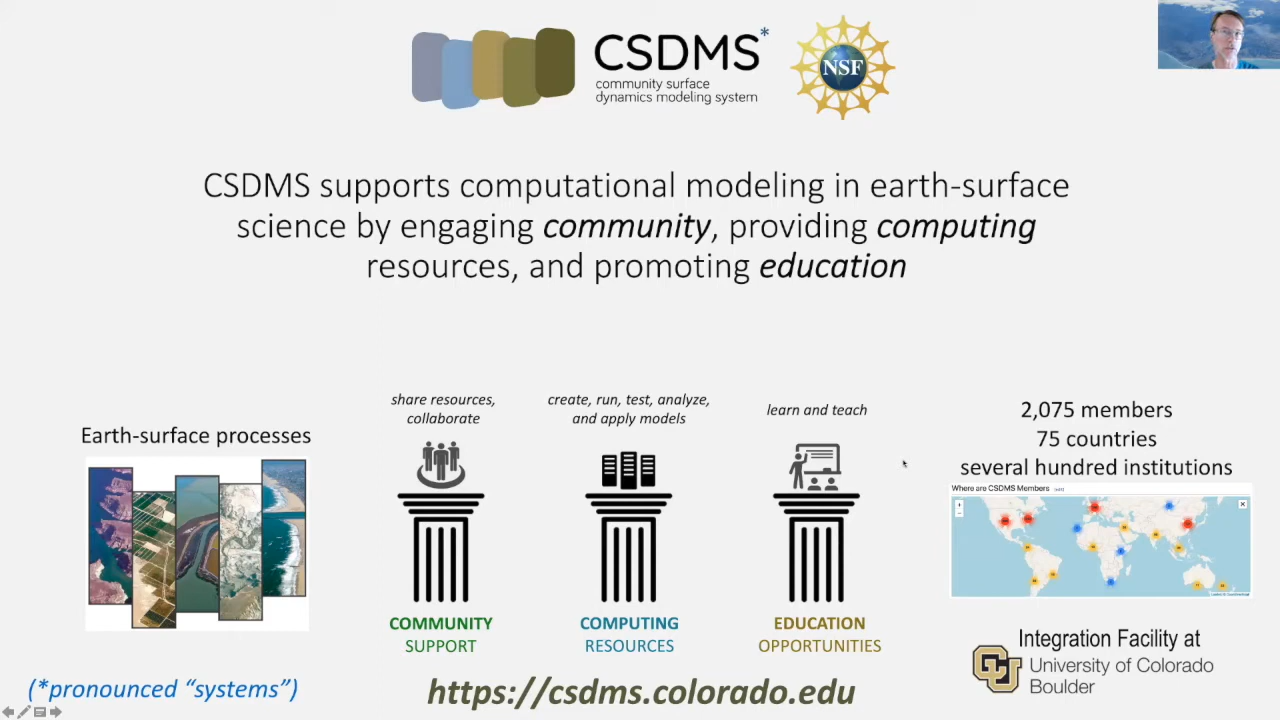 CSDMS*
community surface
dynamics modeling system
NSF
CSDMS supports computational modeling in earth-surface
science by engaging community, providing computing
resources, and promoting education
Earth-surface processes
share resources,
collaborate
create, run, test, analyze,
and apply models
learn and teach
COMMUNITY
SUPPORT
COMPUTING
RESOURCES
EDUCATION
OPPORTUNITIES
2,075 members
75 countries
several hundred institutions
Where are CSDMS Members
Integration Facility at
CU
University of Colorado
Boulder
(*pronounced “systems”)
https://csdms.colorado.edu